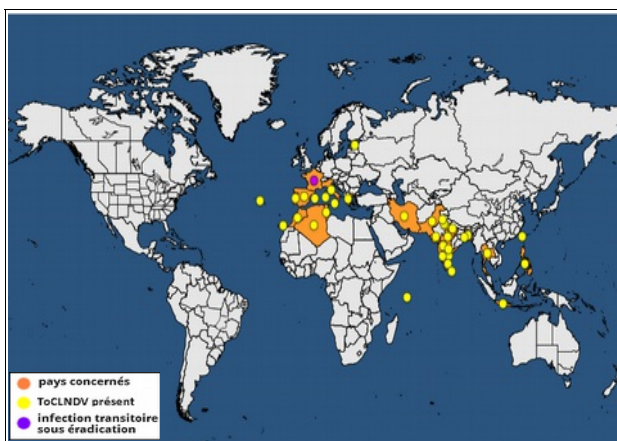 pays concernés
ToCLNDV présent
infection transitoire
sous éradication